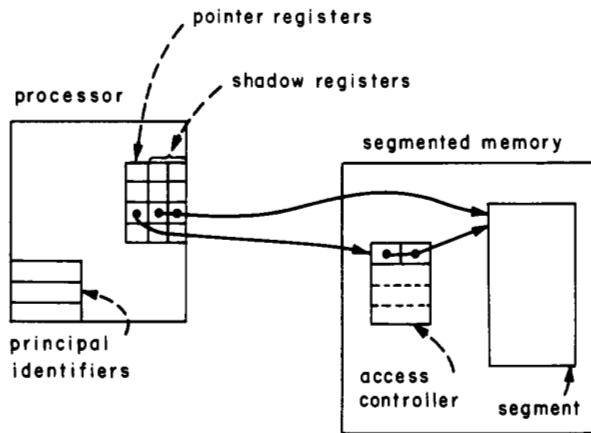 pointer registers
shadow registers
processor
segmented memory
principal
identifiers
access
controller
segment